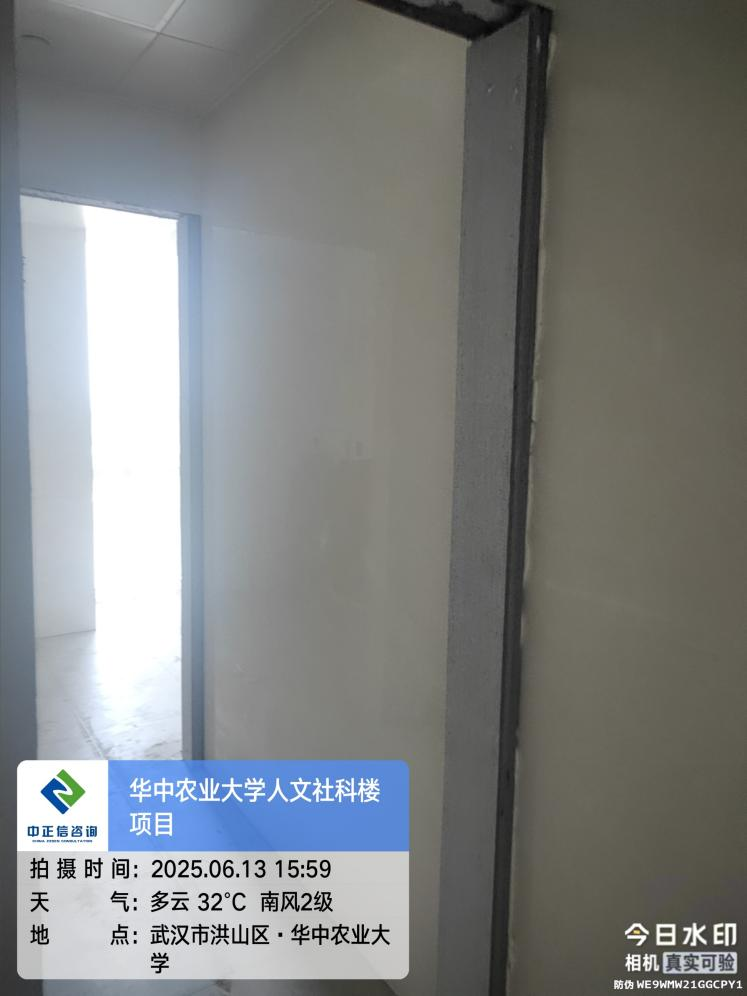 华中农业大学人文社科楼
项目
中正信咨询
拍摄时间：2025.06.13 15:59
天气：多云 32°C 南风2级
地点：武汉市洪山区·华中农业大
学
今日水印
相机 真实可验
防伪 WE9WMW21GGCPY1